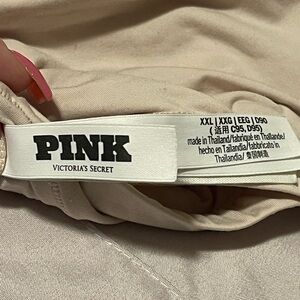 PINK
VICTORIA'S SECRET
XXL | XXG | EEG | D90
( 适用 C95, D95)
made in Thailand/fabriqué en Thaïlande/
hecho en Tailandia/fabbricato in
Thailandia/ 泰国制造